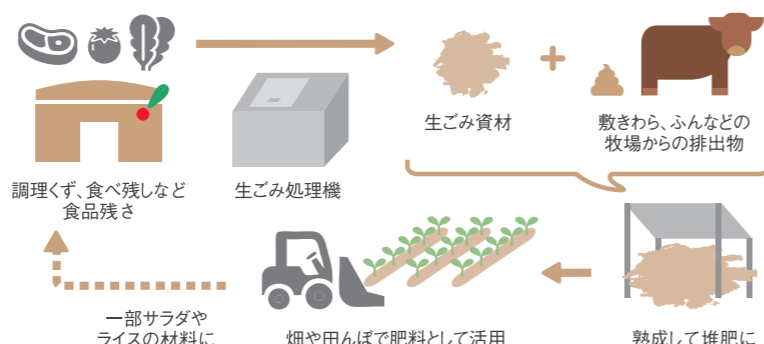 調理くず、食べ残しなど
食品残さ
生ごみ処理機
生ごみ資材
敷きわら、ふんなどの
牧場からの排出物
熟成して堆肥に
畑や田んぼで肥料として活用
一部サラダや
ライスの材料に